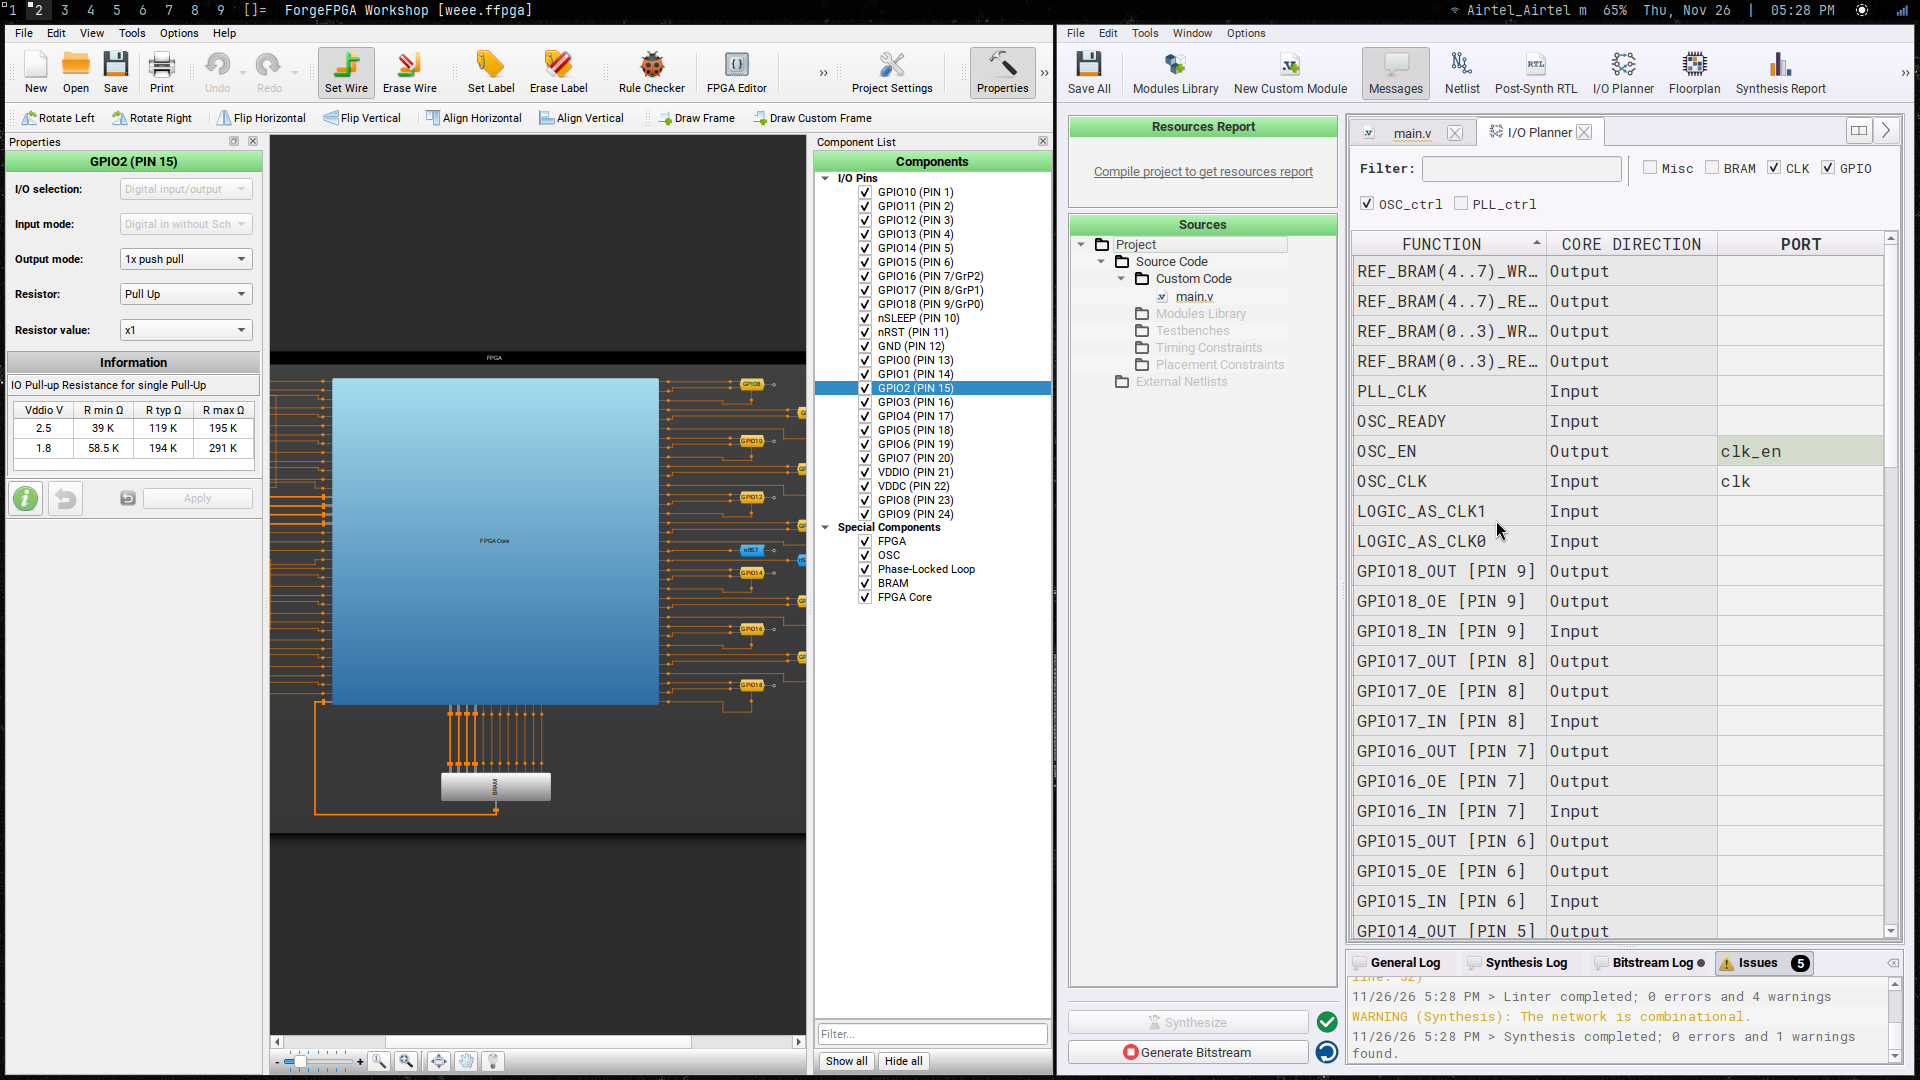 1 2 3 4 5 6 7 8 9 []= ForgeFPGA Workshop [weee.ffpga]
Airtel_Airtel m 65% Thu, Nov 26 | 05:28 PM
File Edit View Tools Options Help
New Open Save Print Undo Redo Set Wire Erase Wire Set Label Erase Label Rule Checker FPGA Editor » Project Settings Properties »
Rotate Left Rotate Right Flip Horizontal Flip Vertical Align Horizontal Align Vertical Draw Frame Draw Custom Frame
Properties
GPIO2 (PIN 15)
I/O selection: Digital input/output
Input mode: Digital in without Sch
Output mode: 1x push pull
Resistor: Pull Up
Resistor value: x1
Information
IO Pull-up Resistance for single Pull-Up
Vddio V R min Ω R typ Ω R max Ω
2.5 39 K 119 K 195 K
1.8 58.5 K 194 K 291 K
Apply
FPGA
FPGA Core
GPIO8
GPIO10
GPIO12
nRST
GPIO14
GPIO16
GPIO18
BRAM
- +
Component List
Components
I/O Pins
GPIO10 (PIN 1)
GPIO11 (PIN 2)
GPIO12 (PIN 3)
GPIO13 (PIN 4)
GPIO14 (PIN 5)
GPIO15 (PIN 6)
GPIO16 (PIN 7/GrP2)
GPIO17 (PIN 8/GrP1)
GPIO18 (PIN 9/GrP0)
nSLEEP (PIN 10)
nRST (PIN 11)
GND (PIN 12)
GPIO0 (PIN 13)
GPIO1 (PIN 14)
GPIO2 (PIN 15)
GPIO3 (PIN 16)
GPIO4 (PIN 17)
GPIO5 (PIN 18)
GPIO6 (PIN 19)
GPIO7 (PIN 20)
VDDIO (PIN 21)
VDDC (PIN 22)
GPIO8 (PIN 23)
GPIO9 (PIN 24)
Special Components
FPGA
OSC
Phase-Locked Loop
BRAM
FPGA Core
Filter...
Show all Hide all
File Edit Tools Window Options
Save All Modules Library New Custom Module Messages Netlist Post-Synth RTL I/O Planner Floorplan Synthesis Report »
Resources Report
Compile project to get resources report
Sources
Project
Source Code
Custom Code
main.v
Modules Library
Testbenches
Timing Constraints
Placement Constraints
External Netlists
Synthesize
Generate Bitstream
main.v I/O Planner
Filter: Misc BRAM CLK GPIO
OSC_ctrl PLL_ctrl
FUNCTION CORE DIRECTION PORT
REF_BRAM(4..7)_WR… Output
REF_BRAM(4..7)_RE… Output
REF_BRAM(0..3)_WR… Output
REF_BRAM(0..3)_RE… Output
PLL_CLK Input
OSC_READY Input
OSC_EN Output clk_en
OSC_CLK Input clk
LOGIC_AS_CLK1 Input
LOGIC_AS_CLK0 Input
GPIO18_OUT [PIN 9] Output
GPIO18_OE [PIN 9] Output
GPIO18_IN [PIN 9] Input
GPIO17_OUT [PIN 8] Output
GPIO17_OE [PIN 8] Output
GPIO17_IN [PIN 8] Input
GPIO16_OUT [PIN 7] Output
GPIO16_OE [PIN 7] Output
GPIO16_IN [PIN 7] Input
GPIO15_OUT [PIN 6] Output
GPIO15_OE [PIN 6] Output
GPIO15_IN [PIN 6] Input
GPIO14_OUT [PIN 5] Output
General Log Synthesis Log Bitstream Log Issues 5
11/26/26 5:28 PM > Linter completed; 0 errors and 4 warnings
WARNING (Synthesis): The network is combinational.
11/26/26 5:28 PM > Synthesis completed; 0 errors and 1 warnings
found.